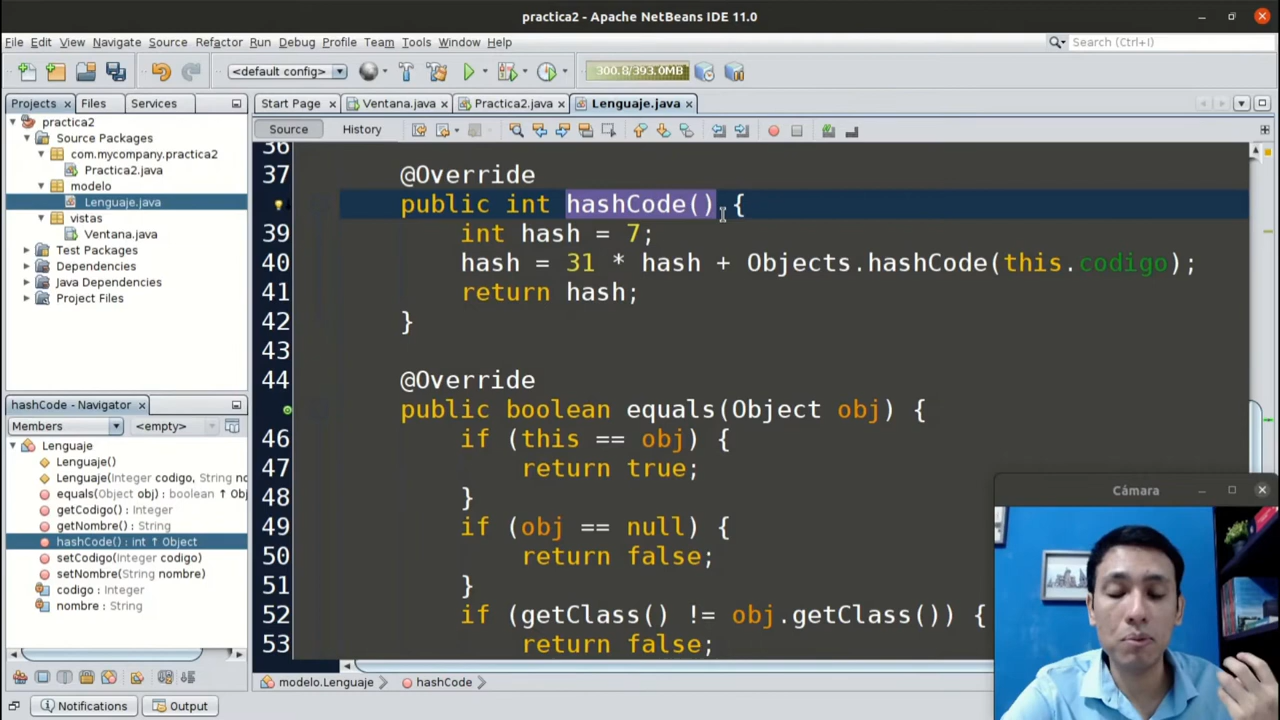 practica2 - Apache NetBeans IDE 11.0
File Edit View Navigate Source Refactor Run Debug Profile Team Tools Window Help
Search (Ctrl+I)
<default config>
300.8/393.0MB
Projects Files Services
Start Page Ventana.java Practica2.java Lenguaje.java
Source History
practica2
Source Packages
com.mycompany.practica2
Practica2.java
modelo
Lenguaje.java
vistas
Ventana.java
Test Packages
Dependencies
Java Dependencies
Project Files
36
37 @Override
public int hashCode() {
39 int hash = 7;
40 hash = 31 * hash + Objects.hashCode(this.codigo);
41 return hash;
42 }
43
44 @Override
public boolean equals(Object obj) {
46 if (this == obj) {
47 return true;
48 }
49 if (obj == null) {
50 return false;
51 }
52 if (getClass() != obj.getClass()) {
53 return false;
hashCode - Navigator
Members <empty>
Lenguaje
Lenguaje()
Lenguaje(Integer codigo, String no
equals(Object obj) : boolean ↑ Obj
getCodigo() : Integer
getNombre() : String
hashCode() : int ↑ Object
setCodigo(Integer codigo)
setNombre(String nombre)
codigo : Integer
nombre : String
Cámara
modelo.Lenguaje hashCode
Notifications Output